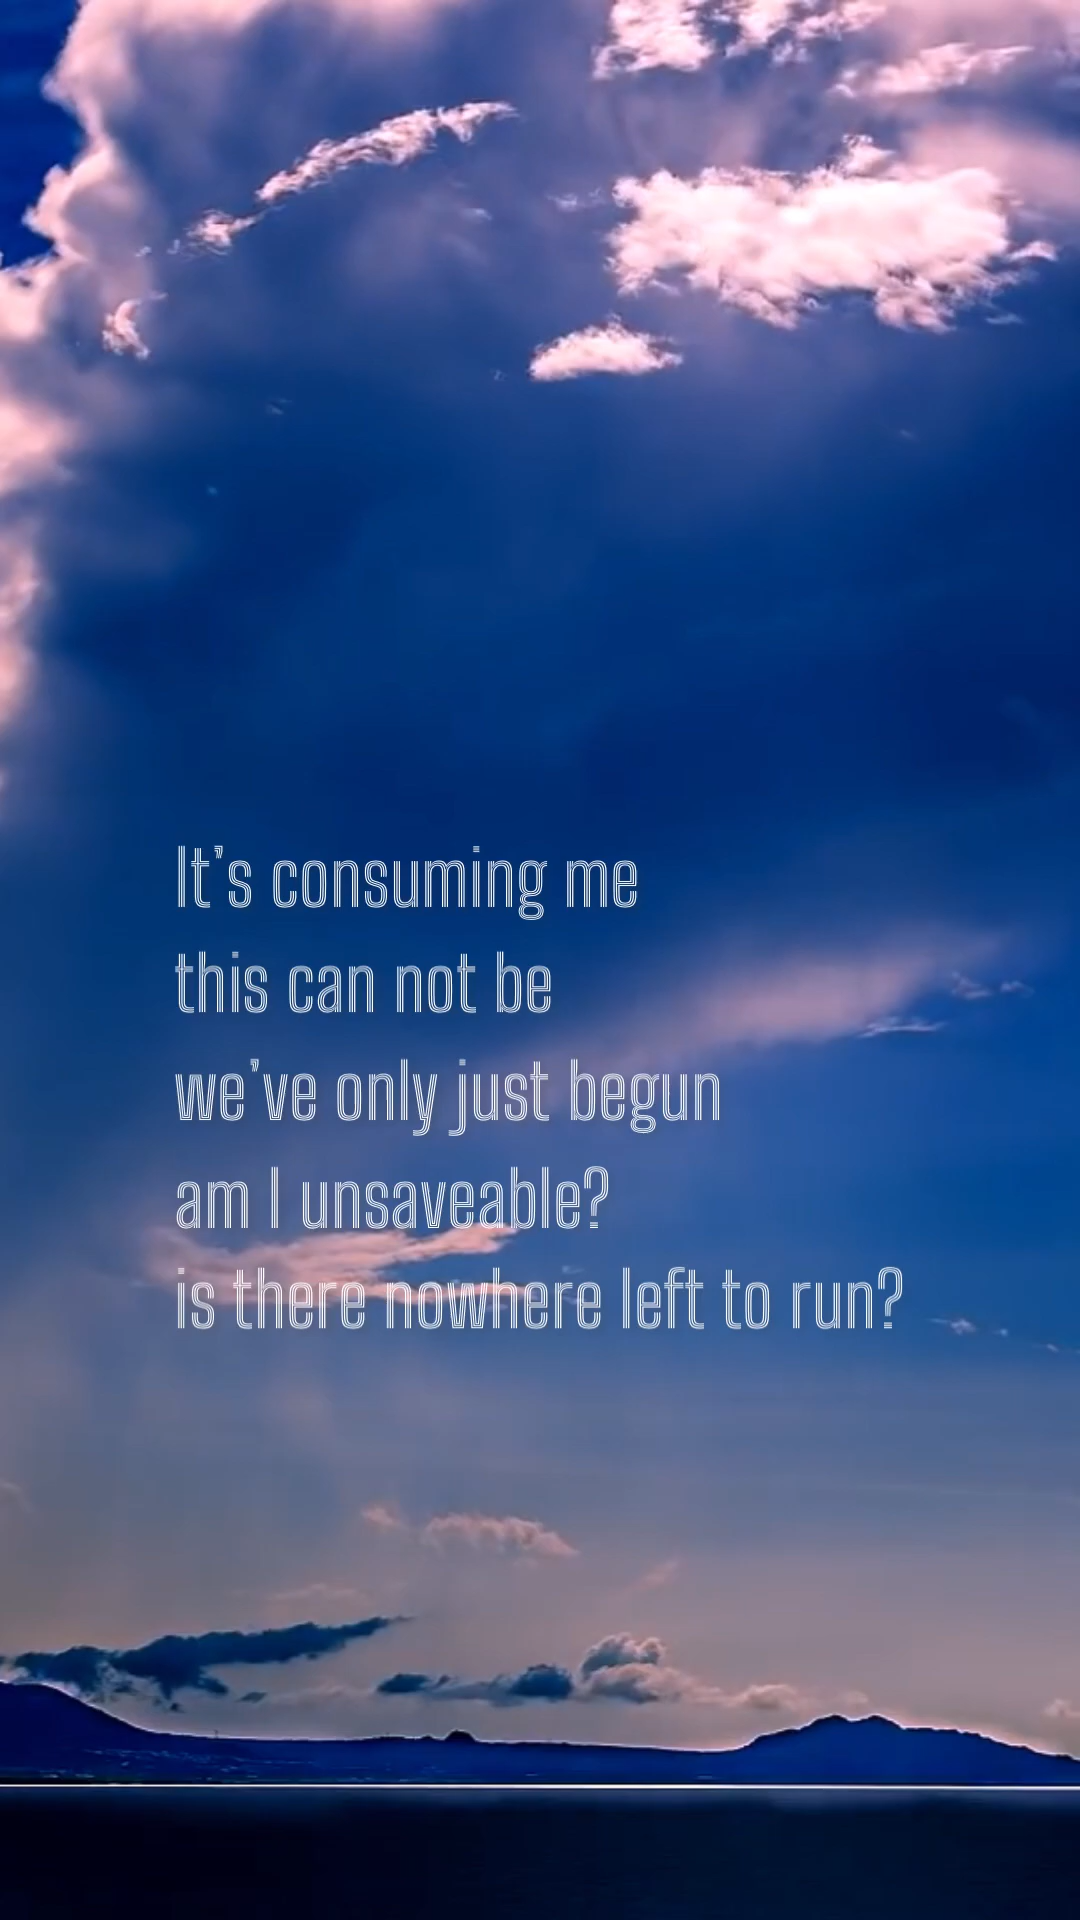 It's consuming me
this can not be
we've only just begun
am I unsaveable?
is there nowhere left to run?